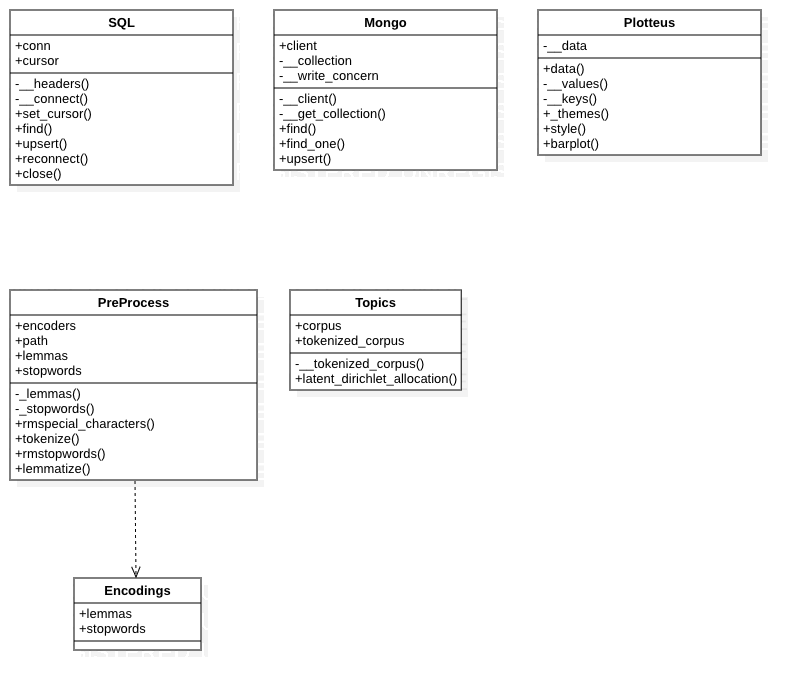 SQL
+conn
+cursor
-__headers()
-__connect()
+set_cursor()
+find()
+upsert()
+reconnect()
+close()
Mongo
+client
-__collection
-__write_concern
-__client()
-__get_collection()
+find()
+find_one()
+upsert()
Plotteus
-__data
+data()
-__values()
-__keys()
+_themes()
+style()
+barplot()
PreProcess
+encoders
+path
+lemmas
+stopwords
-_lemmas()
-_stopwords()
+rmspecial_characters()
+tokenize()
+rmstopwords()
+lemmatize()
Topics
+corpus
+tokenized_corpus
-__tokenized_corpus()
+latent_dirichlet_allocation()
Encodings
+lemmas
+stopwords